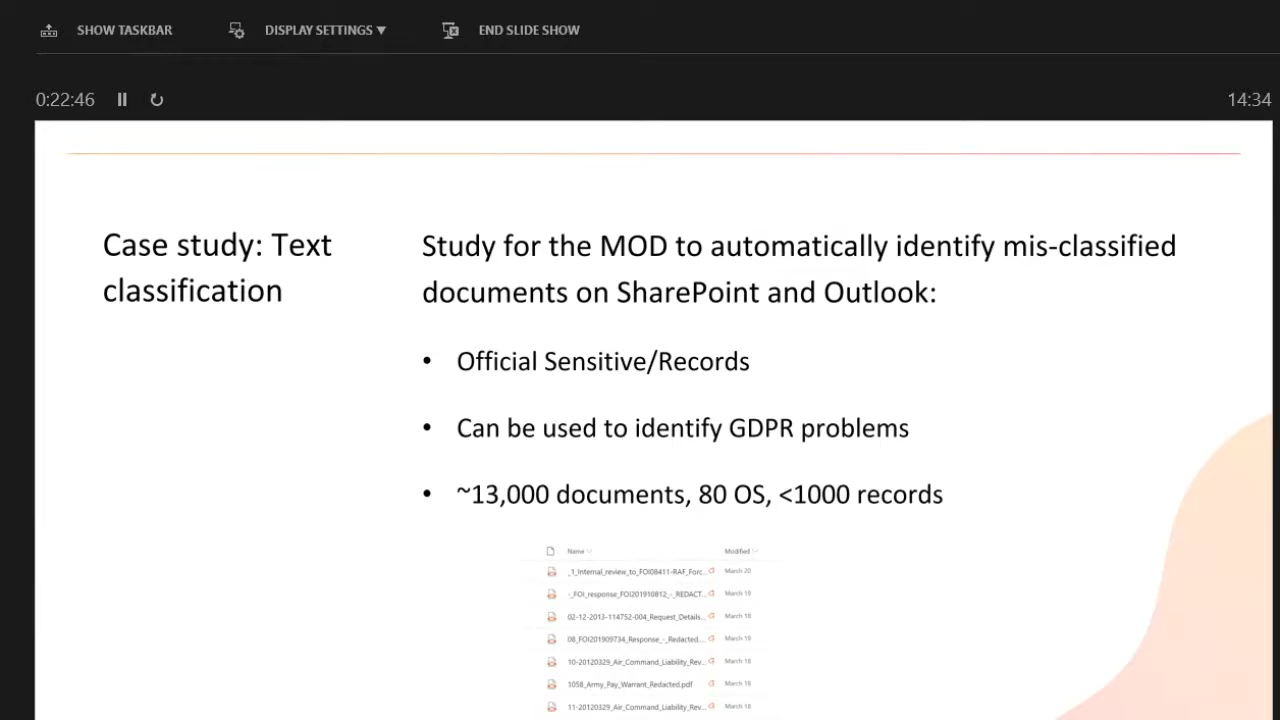 SHOW TASKBAR DISPLAY SETTINGS ▼ END SLIDE SHOW
0:22:46 14:34
Case study: Text
classification
Study for the MOD to automatically identify mis-classified
documents on SharePoint and Outlook:
• Official Sensitive/Records
• Can be used to identify GDPR problems
• ~13,000 documents, 80 OS, <1000 records
Name Modified
_1_Internal_review_to_FOI08411-RAF_Forc... March 20
-_FOI_response_FOI201910812_-_REDACT... March 19
02-12-2013-114752-004_Request_Details... March 18
08_FOI201909734_Response_-_Redacted... March 19
10-20120329_Air_Command_Liability_Rev... March 18
1058_Army_Pay_Warrant_Redacted.pdf March 18
11-20120329_Air_Command_Liability_Rev... March 18